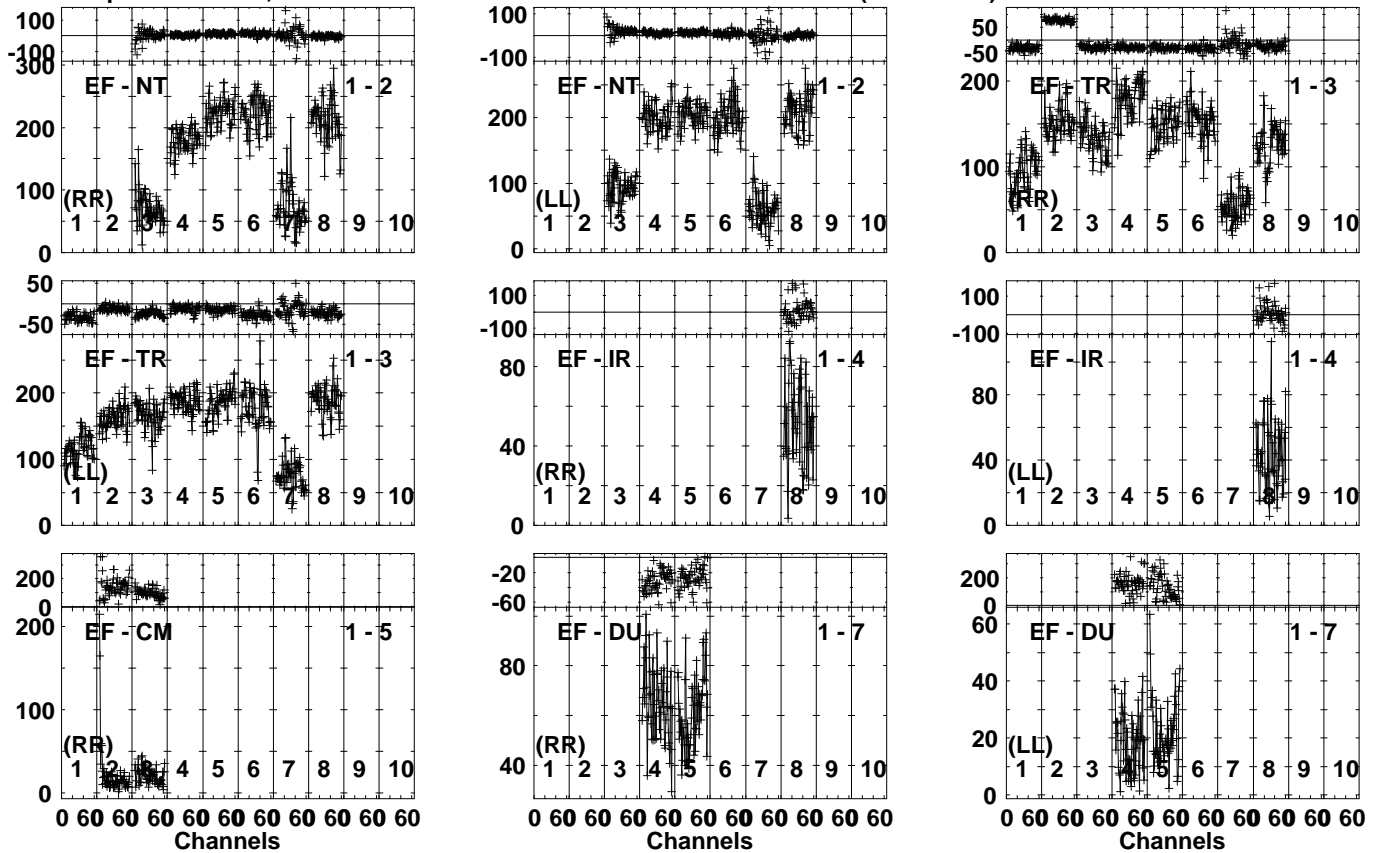 100
-100
300
200
100
0
EF - NT 1 - 2
(RR)
1 2 3 4 5 6 7 8 9 10
100
-100
200
100
0
EF - NT 1 - 2
(LL)
1 2 3 4 5 6 7 8 9 10
50
-50
200
100
0
EF - TR 1 - 3
(RR)
1 2 3 4 5 6 7 8 9 10
50
-50
200
100
0
EF - TR 1 - 3
(LL)
1 2 3 4 5 6 7 8 9 10
100
-100
80
40
0
EF - IR 1 - 4
(RR)
1 2 3 4 5 6 7 8 9 10
100
-100
80
40
0
EF - IR 1 - 4
(LL)
1 2 3 4 5 6 7 8 9 10
200
0
200
100
0
EF - CM 1 - 5
(RR)
1 2 3 4 5 6 7 8 9 10
0 60 60 60 60 60 60 60 60 60 60
Channels
-20
-60
80
40
EF - DU 1 - 7
(RR)
1 2 3 4 5 6 7 8 9 10
0 60 60 60 60 60 60 60 60 60 60
Channels
200
0
60
40
20
0
EF - DU 1 - 7
(LL)
1 2 3 4 5 6 7 8 9 10
0 60 60 60 60 60 60 60 60 60 60
Channels